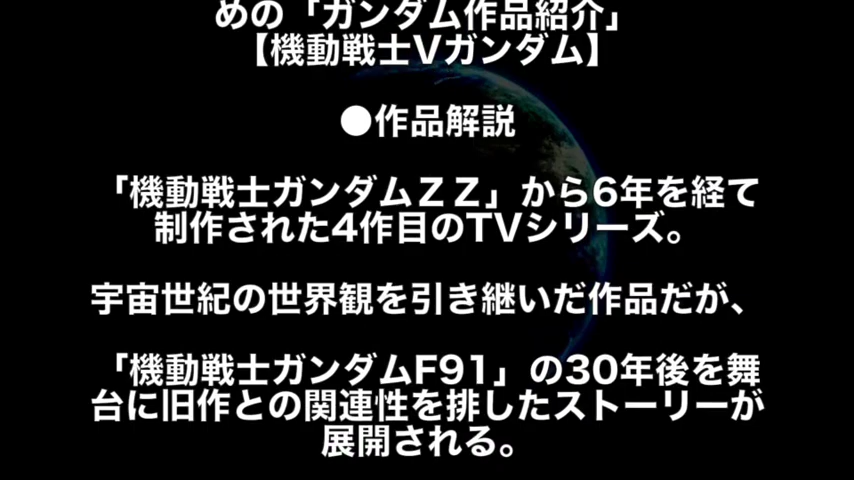 めの「ガンダム作品紹介」
【機動戦士Vガンダム】
●作品解説
「機動戦士ガンダムＺＺ」から6年を経て
制作された4作目のTVシリーズ。
宇宙世紀の世界観を引き継いだ作品だが、
「機動戦士ガンダムF91」の30年後を舞
台に旧作との関連性を排したストーリーが
展開される。